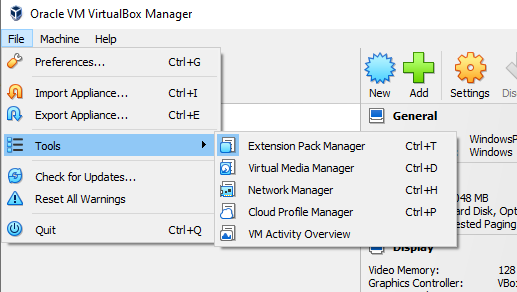 Oracle VM VirtualBox Manager
File Machine Help
Preferences... Ctrl+G
Import Appliance... Ctrl+I
Export Appliance... Ctrl+E
Tools
Check for Updates...
Reset All Warnings
Quit Ctrl+Q
Extension Pack Manager Ctrl+T
Virtual Media Manager Ctrl+D
Network Manager Ctrl+H
Cloud Profile Manager Ctrl+P
VM Activity Overview
New Add Settings Dis
General
WindowsP
Windows
048 MB
rd Disk, Opt
ested Paging
Display
Video Memory: 128
Graphics Controller: VBo